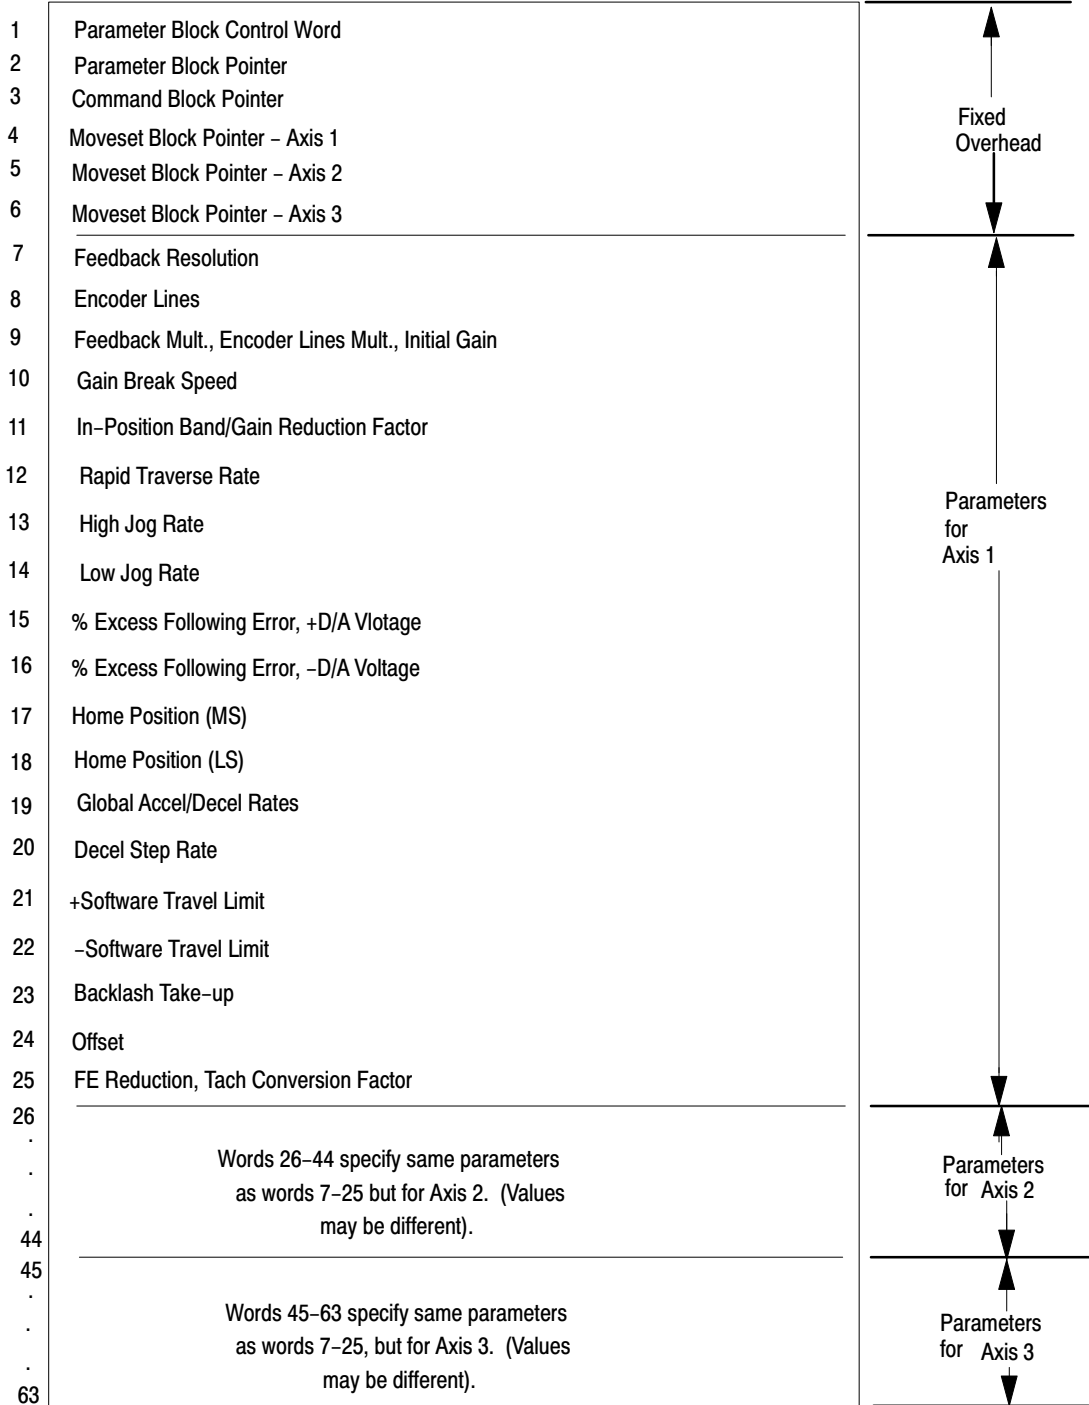 1 Parameter Block Control Word
2 Parameter Block Pointer
3 Command Block Pointer
4 Moveset Block Pointer – Axis 1
5 Moveset Block Pointer – Axis 2
6 Moveset Block Pointer – Axis 3
Fixed
Overhead
7 Feedback Resolution
8 Encoder Lines
9 Feedback Mult., Encoder Lines Mult., Initial Gain
10 Gain Break Speed
11 In–Position Band/Gain Reduction Factor
12 Rapid Traverse Rate
13 High Jog Rate
14 Low Jog Rate
15 % Excess Following Error, +D/A Vlotage
16 % Excess Following Error, –D/A Voltage
17 Home Position (MS)
18 Home Position (LS)
19 Global Accel/Decel Rates
20 Decel Step Rate
21 +Software Travel Limit
22 –Software Travel Limit
23 Backlash Take–up
24 Offset
25 FE Reduction, Tach Conversion Factor
Parameters
for
Axis 1
26
.
.
.
44
Words 26–44 specify same parameters
as words 7–25 but for Axis 2. (Values
may be different).
Parameters
for Axis 2
45
.
.
.
63
Words 45–63 specify same parameters
as words 7–25, but for Axis 3. (Values
may be different).
Parameters
for Axis 3